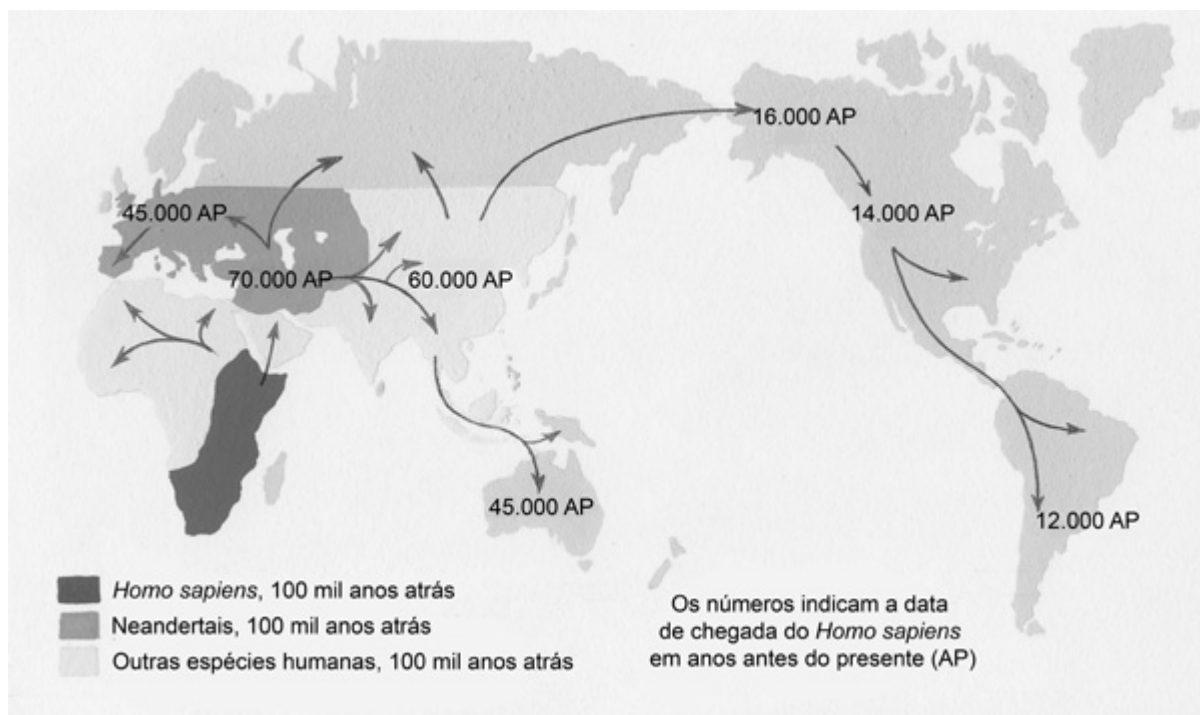 16.000 AP
45.000 AP
14.000 AP
70.000 AP
60.000 AP
45.000 AP
12.000 AP
Homo sapiens, 100 mil anos atrás
Neandertais, 100 mil anos atrás
Outras espécies humanas, 100 mil anos atrás
Os números indicam a data
de chegada do Homo sapiens
em anos antes do presente (AP)